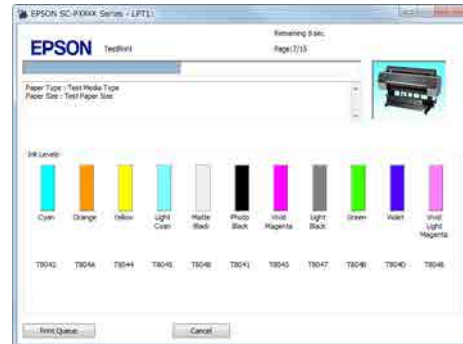 EPSON SC-PXXXX Series - LPT1:
EPSON
TestPrint
Remaining 8 sec.
Page:7/15
Paper Type : Test Media Type
Paper Size : Test Paper Size
Ink Levels
Cyan
Orange
Yellow
Light Cyan
Matte Black
Photo Black
Vivid Magenta
Light Black
Green
Violet
Vivid Light Magenta
T8042
T804A
T8044
T8045
T8048
T8041
T8043
T8047
T804B
T804D
T8046
Print Queue
Cancel